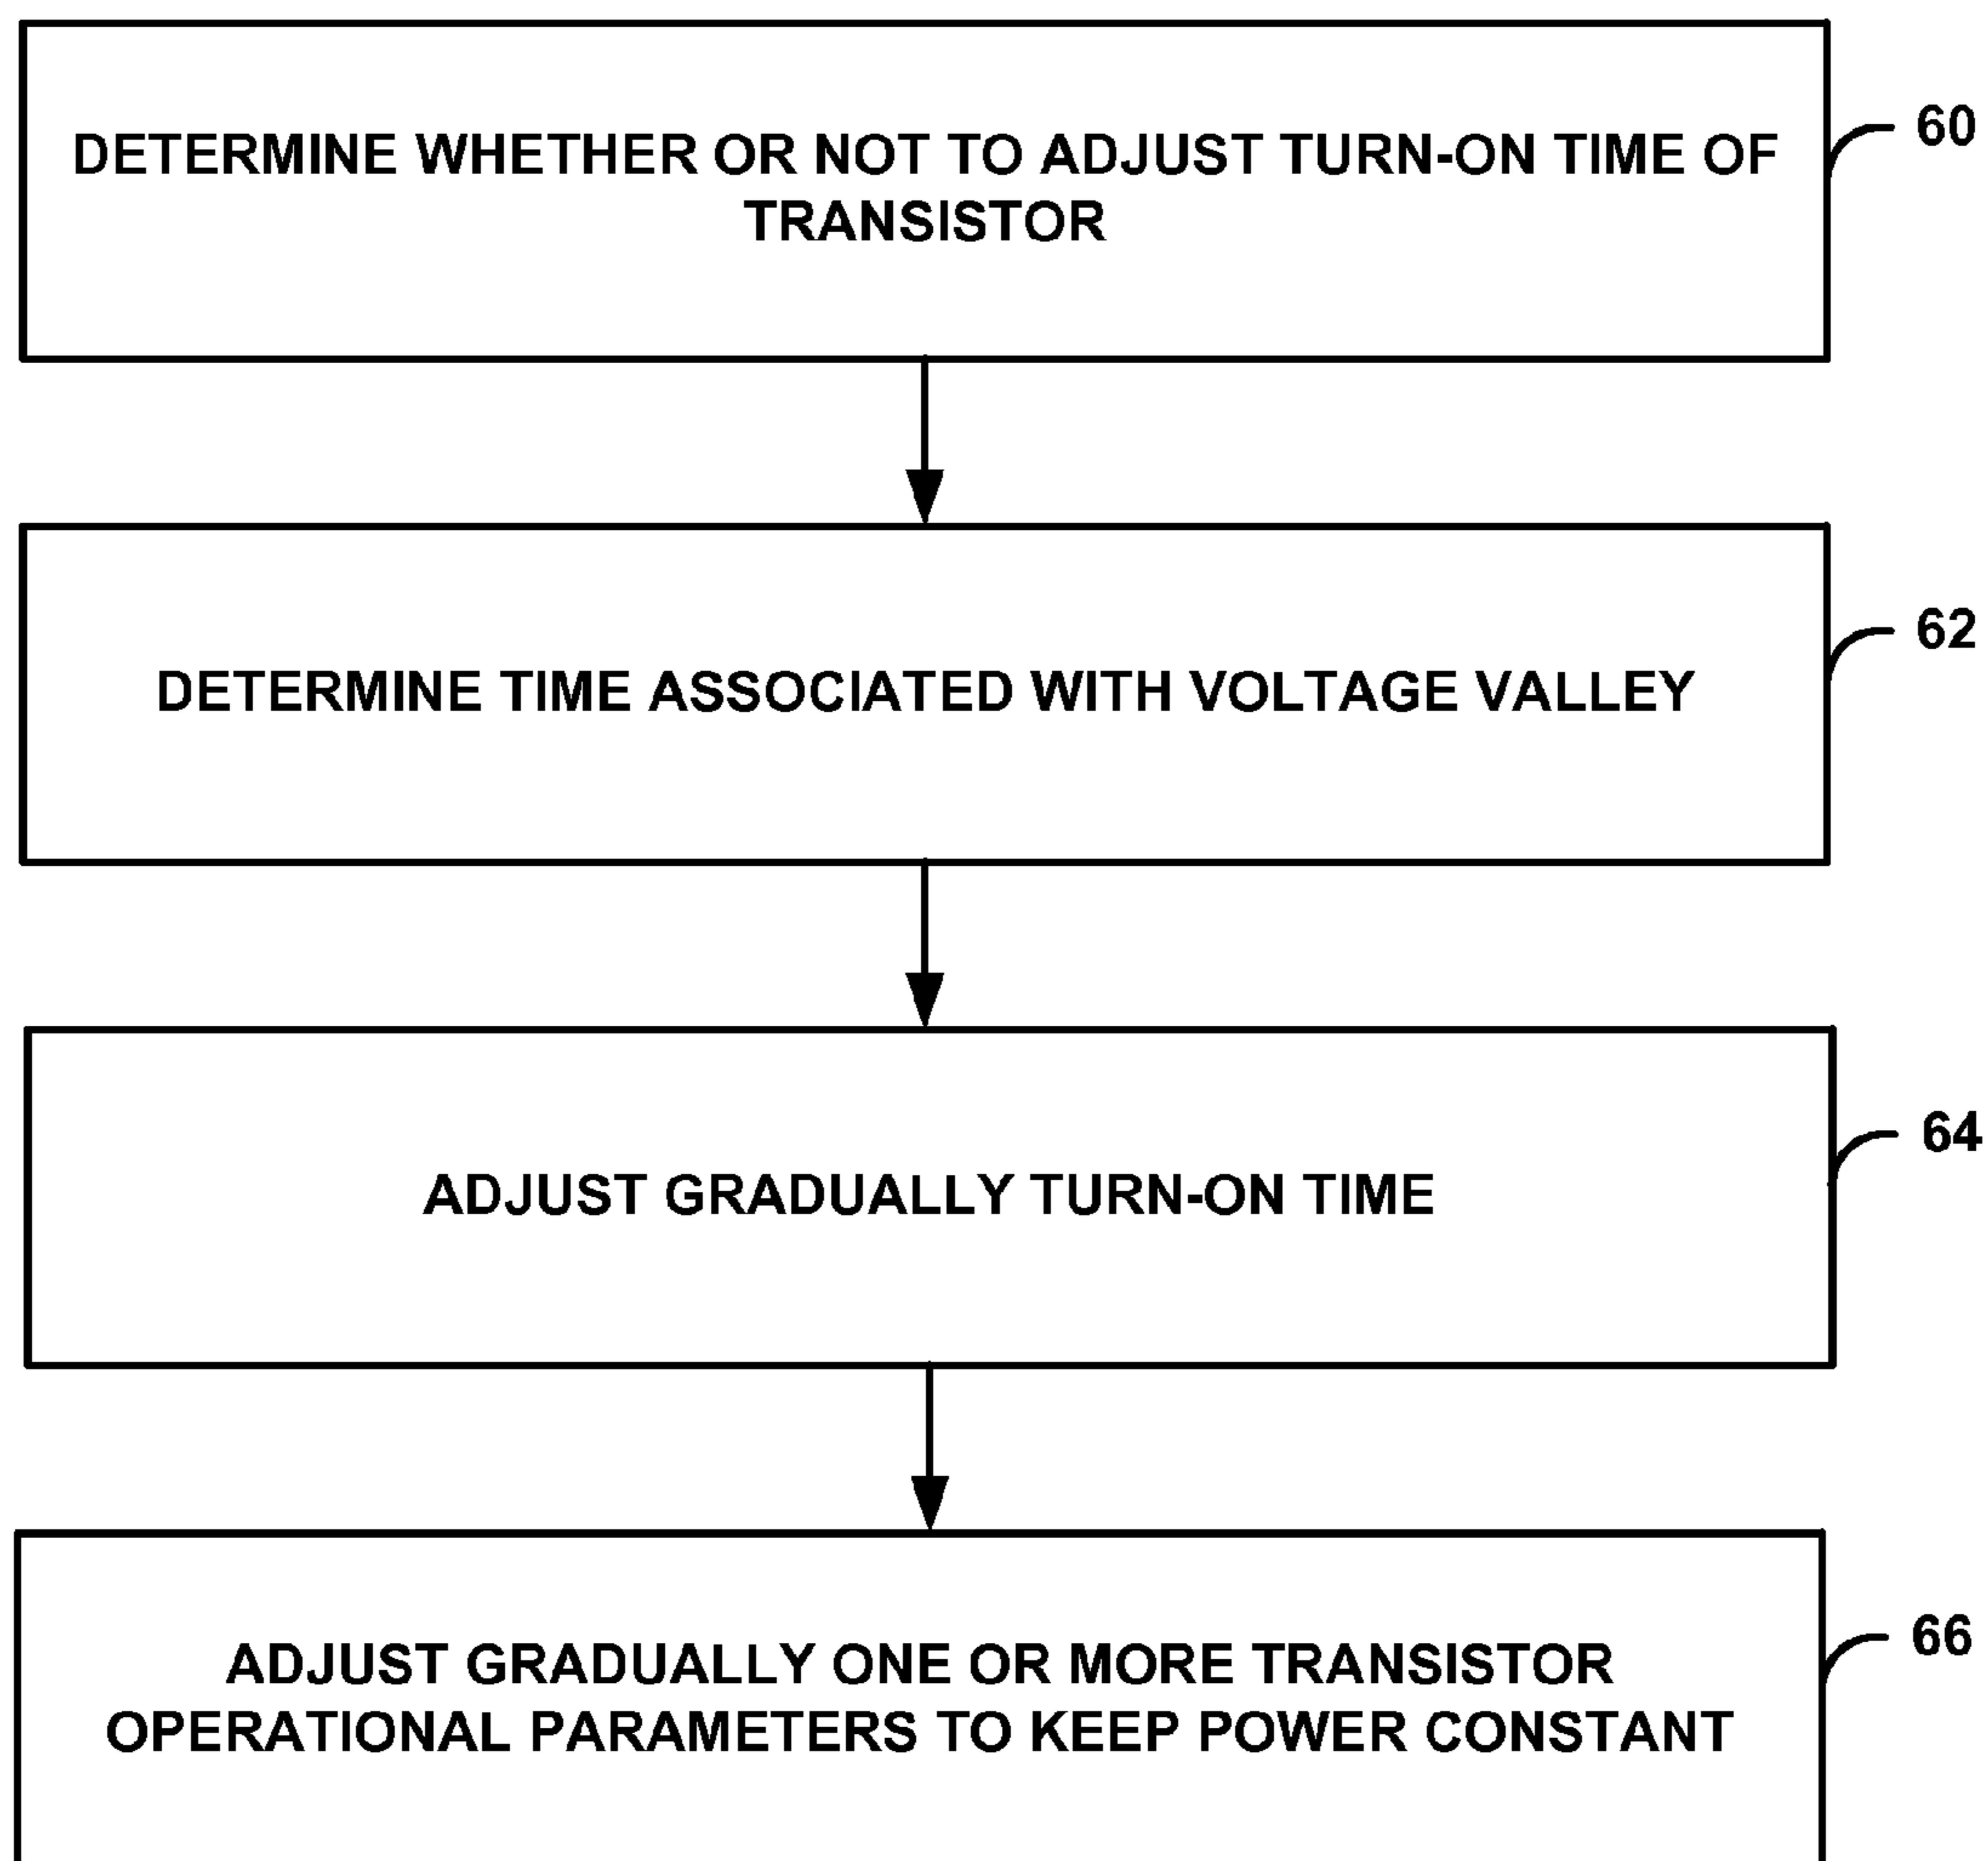 DETERMINE WHETHER OR NOT TO ADJUST TURN-ON TIME OF
TRANSISTOR
60
DETERMINE TIME ASSOCIATED WITH VOLTAGE VALLEY
62
ADJUST GRADUALLY TURN-ON TIME
64
ADJUST GRADUALLY ONE OR MORE TRANSISTOR
OPERATIONAL PARAMETERS TO KEEP POWER CONSTANT
66